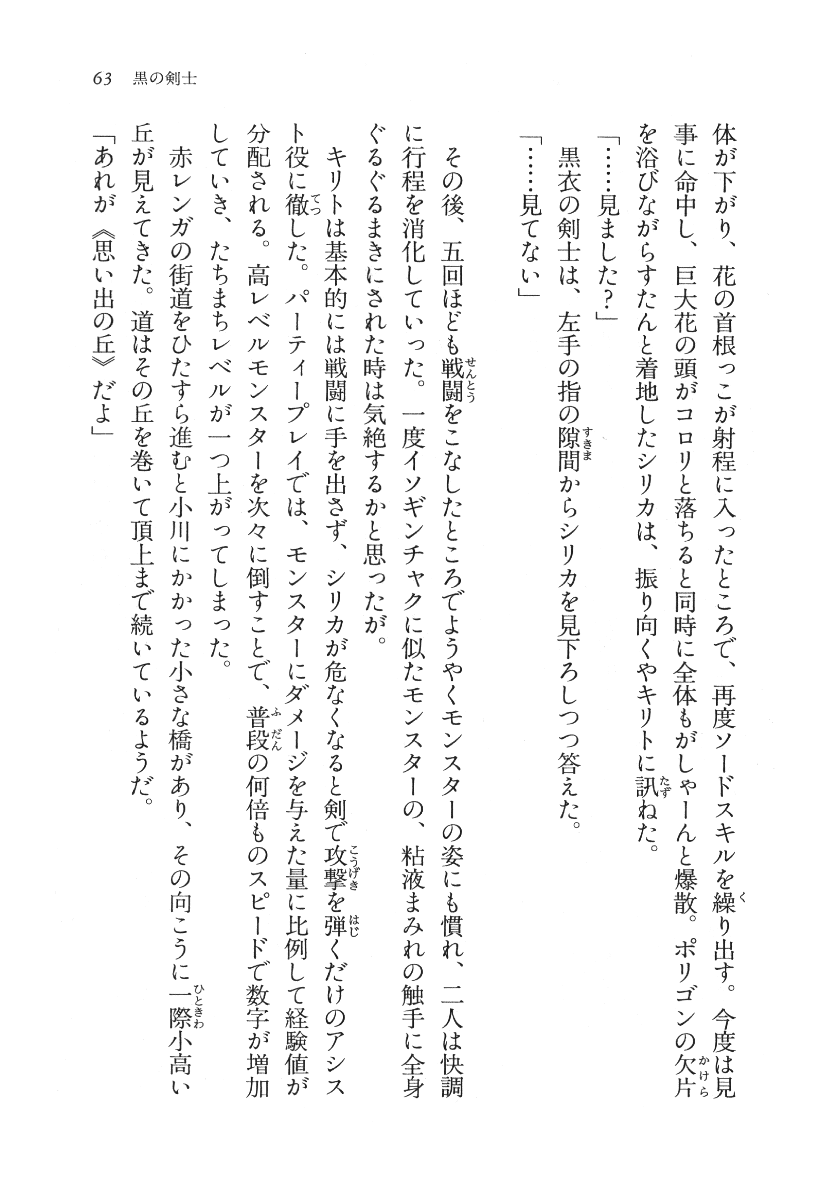 63 黒の剣士
体が下がり、花の首根っこが射程に入ったところで、再度ソードスキルを繰り出す。今度は見
事に命中し、巨大花の頭がコロリと落ちると同時に全体もがしゃーんと爆散。ポリゴンの欠片
を浴びながらすたんと着地したシリカは、振り向くやキリトに訊ねた。
「……見ました?」
黒衣の剣士は、左手の指の隙間からシリカを見下ろしつつ答えた。
「……見てない」
その後、五回ほども戦闘をこなしたところでようやくモンスターの姿にも慣れ、二人は快調
に行程を消化していった。一度イソギンチャクに似たモンスターの、粘液まみれの触手に全身
ぐるぐるまきにされた時は気絶するかと思ったが。
キリトは基本的には戦闘に手を出さず、シリカが危なくなると剣で攻撃を弾くだけのアシス
ト役に徹した。パーティープレイでは、モンスターにダメージを与えた量に比例して経験値が
分配される。高レベルモンスターを次々に倒すことで、普段の何倍ものスピードで数字が増加
していき、たちまちレベルが一つ上がってしまった。
赤レンガの街道をひたすら進むと小川にかかった小さな橋があり、その向こうに一際小高い
丘が見えてきた。道はその丘を巻いて頂上まで続いているようだ。
「あれが《思い出の丘》だよ」